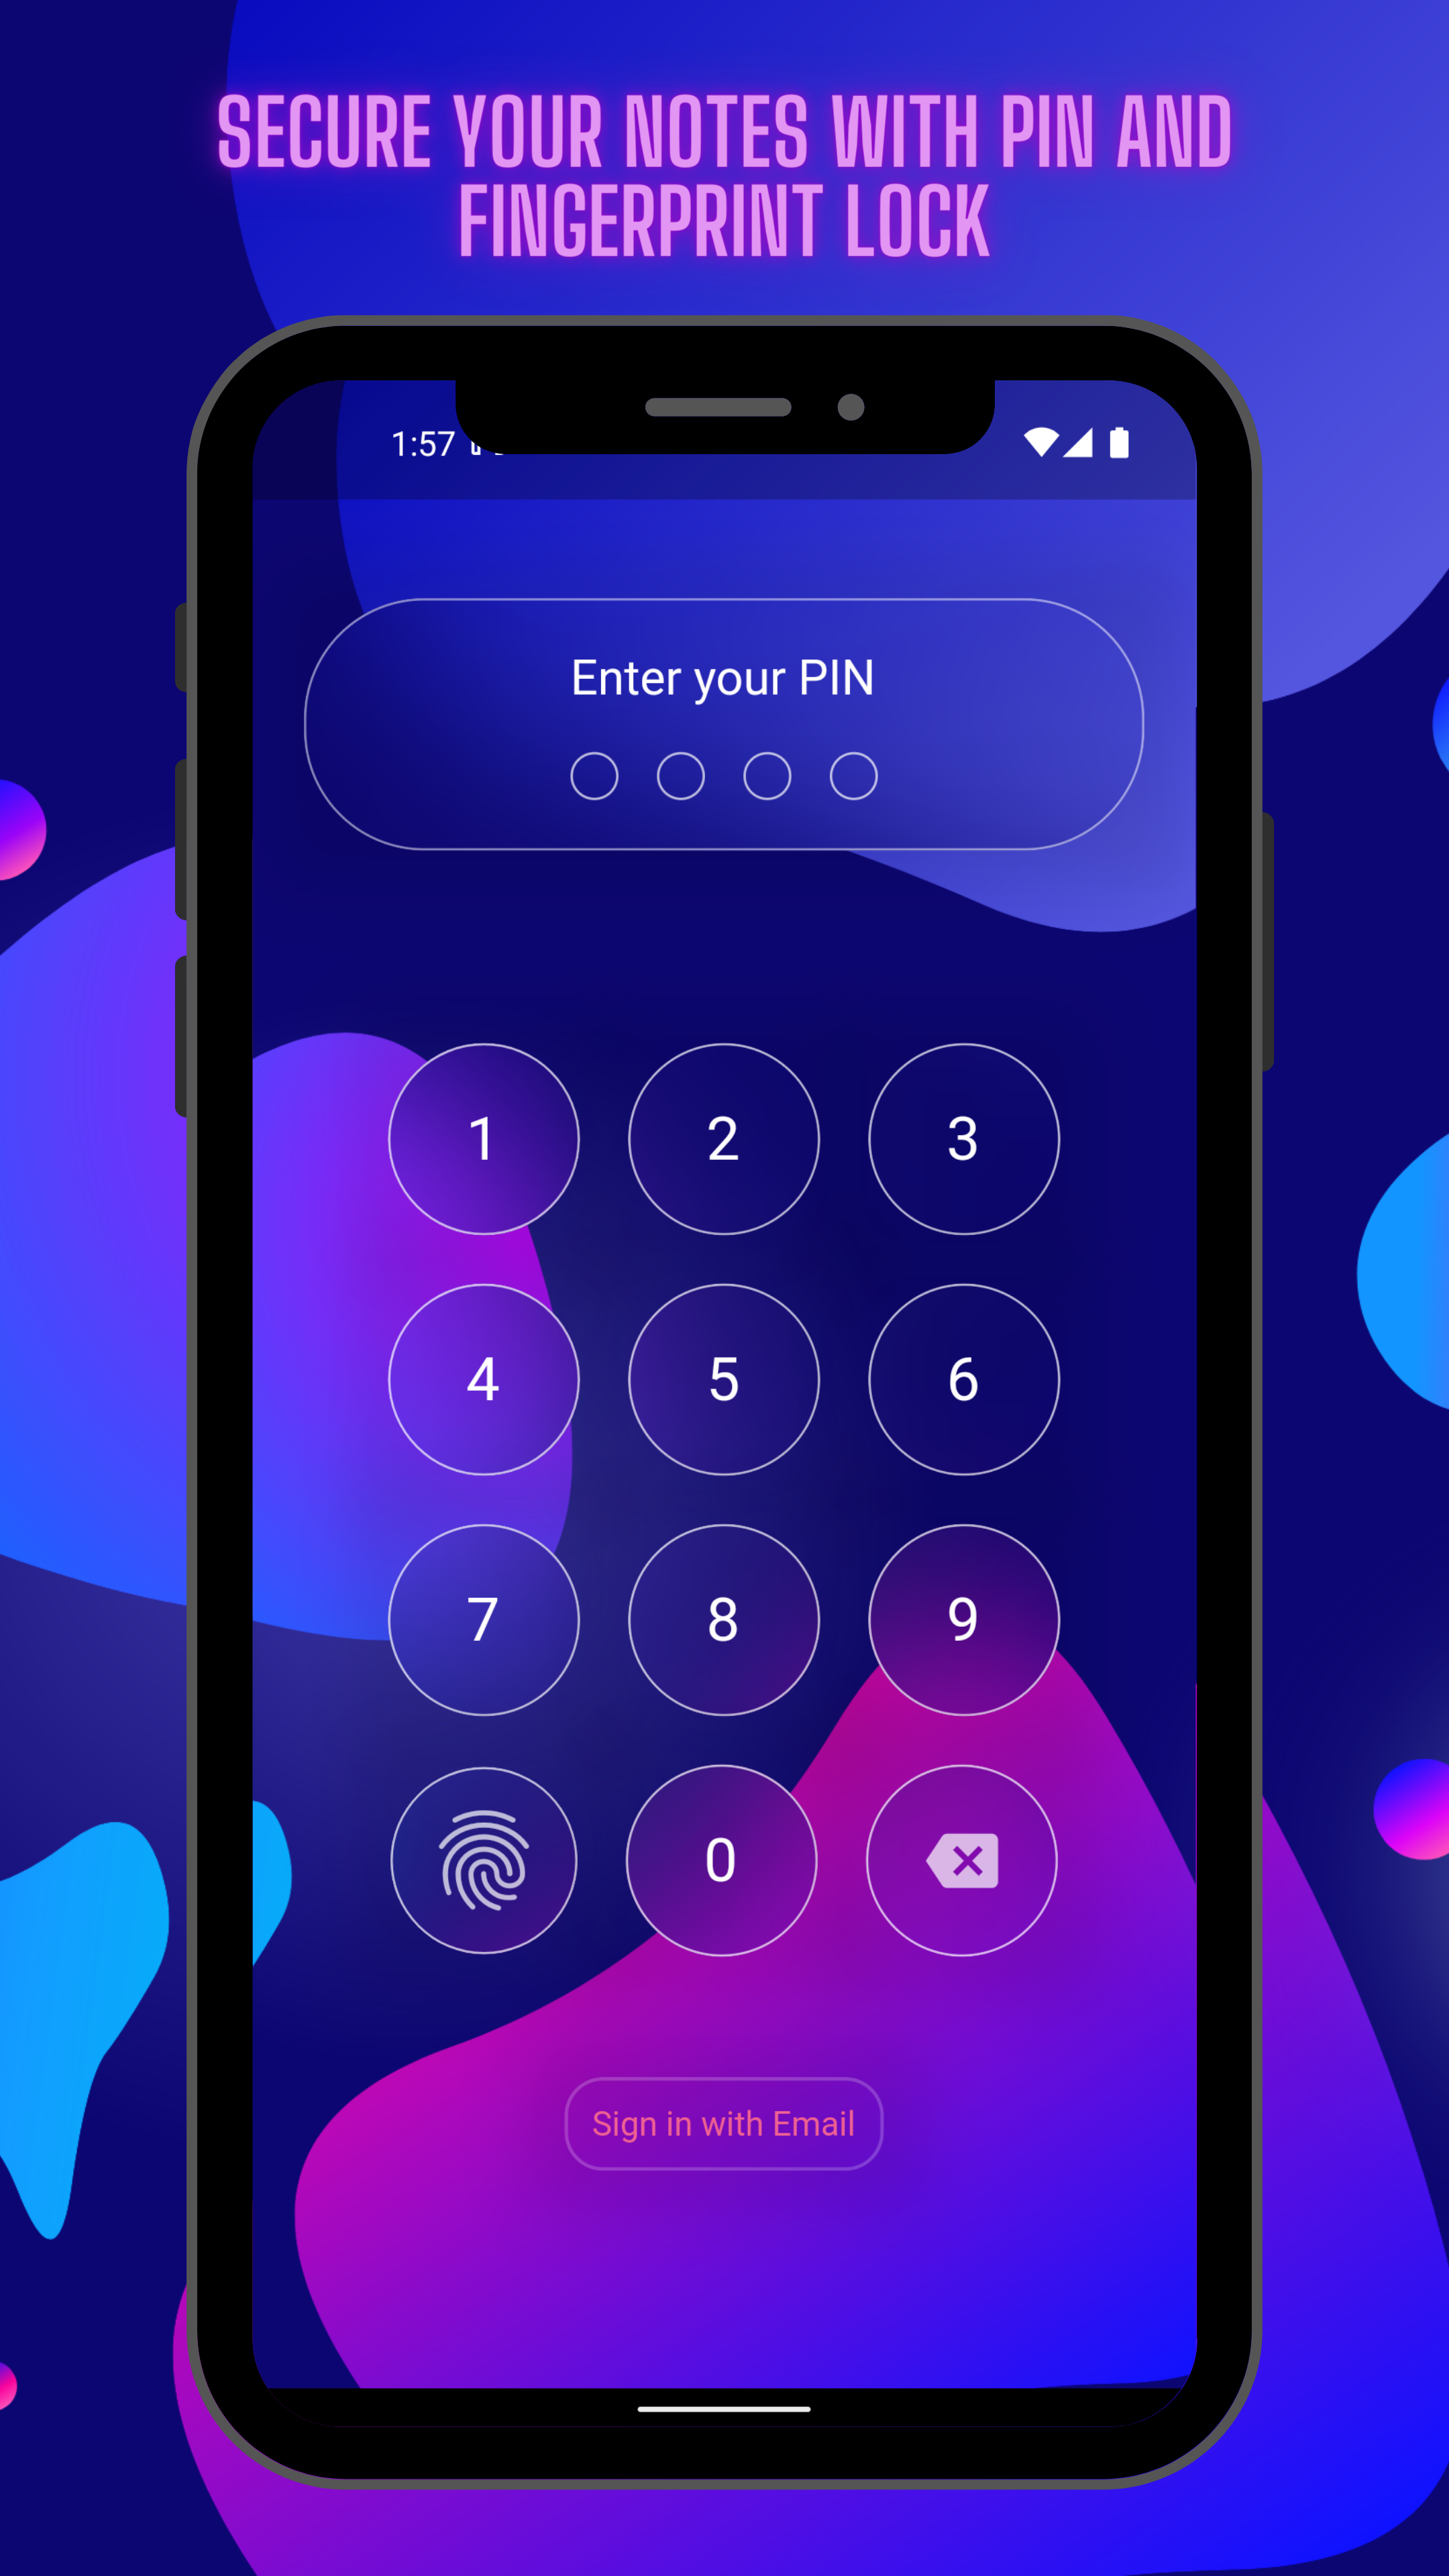 SECURE YOUR NOTES WITH PIN AND
FINGERPRINT LOCK
1:57
Enter your PIN
1 2 3
4 5 6
7 8 9
0
Sign in with Email